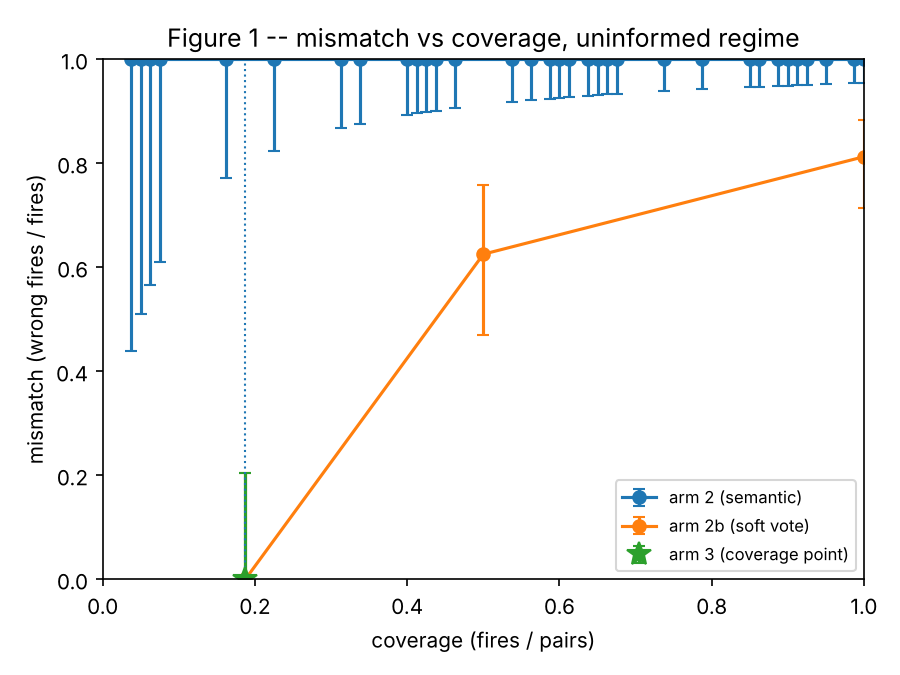 Figure 1 -- mismatch vs coverage, uninformed regime
mismatch (wrong fires / fires)
1.0
0.8
0.6
0.4
0.2
0.0
arm 2 (semantic)
arm 2b (soft vote)
arm 3 (coverage point)
0.0 0.2 0.4 0.6 0.8 1.0
coverage (fires / pairs)